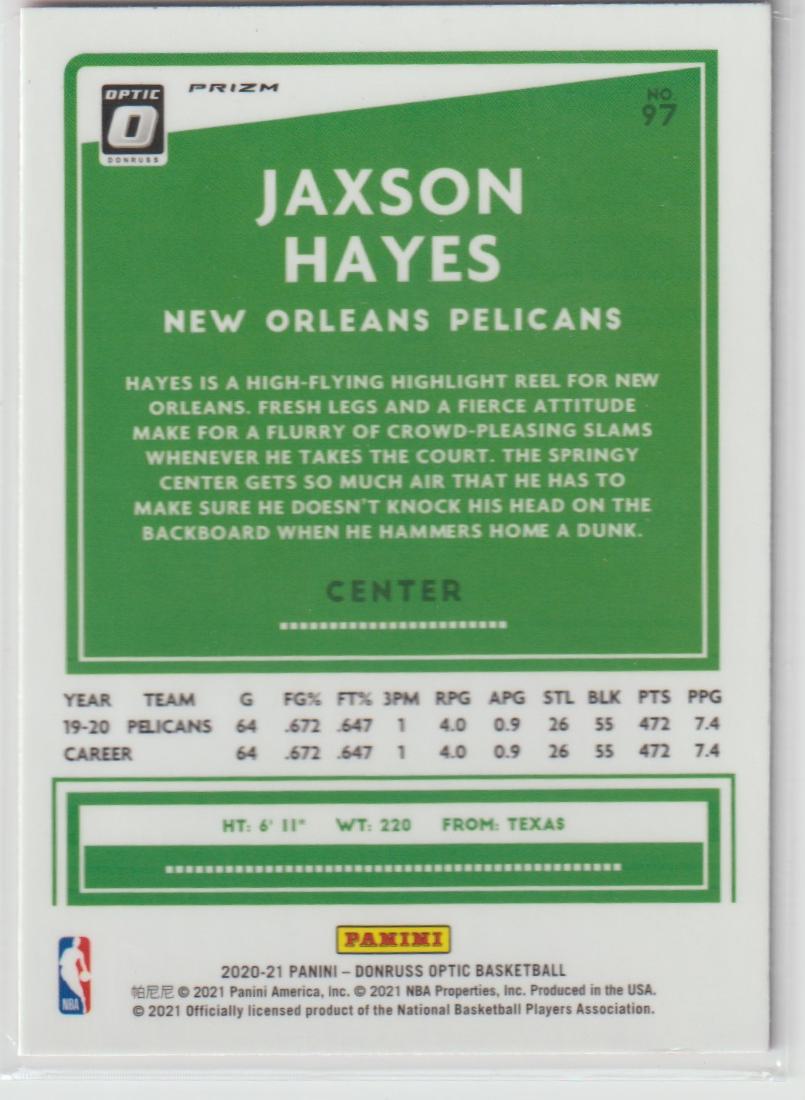 OPTIC
O
DONRUSS
PRIZM
NO.
97
JAXSON
HAYES
NEW ORLEANS PELICANS
HAYES IS A HIGH-FLYING HIGHLIGHT REEL FOR NEW
ORLEANS. FRESH LEGS AND A FIERCE ATTITUDE
MAKE FOR A FLURRY OF CROWD-PLEASING SLAMS
WHENEVER HE TAKES THE COURT. THE SPRINGY
CENTER GETS SO MUCH AIR THAT HE HAS TO
MAKE SURE HE DOESN'T KNOCK HIS HEAD ON THE
BACKBOARD WHEN HE HAMMERS HOME A DUNK.
CENTER
YEAR TEAM G FG% FT% 3PM RPG APG STL BLK PTS PPG
19-20 PELICANS 64 .672 .647 1 4.0 0.9 26 55 472 7.4
CAREER 64 .672 .647 1 4.0 0.9 26 55 472 7.4
HT: 6' 11" WT: 220 FROM: TEXAS
PANINI
NBA
2020-21 PANINI – DONRUSS OPTIC BASKETBALL
帕尼尼 © 2021 Panini America, Inc. © 2021 NBA Properties, Inc. Produced in the USA.
© 2021 Officially licensed product of the National Basketball Players Association.